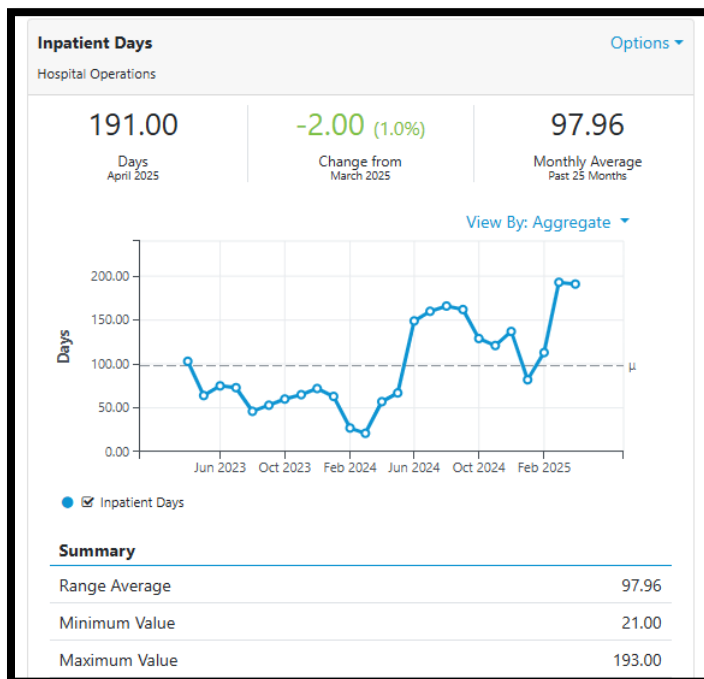 Inpatient Days
Options
Hospital Operations
191.00
Days
April 2025
-2.00 (1.0%)
Change from
March 2025
97.96
Monthly Average
Past 25 Months
View By: Aggregate
Days
200.00
150.00
100.00
50.00
0.00
μ
Jun 2023 Oct 2023 Feb 2024 Jun 2024 Oct 2024 Feb 2025
Inpatient Days
Summary
Range Average 97.96
Minimum Value 21.00
Maximum Value 193.00